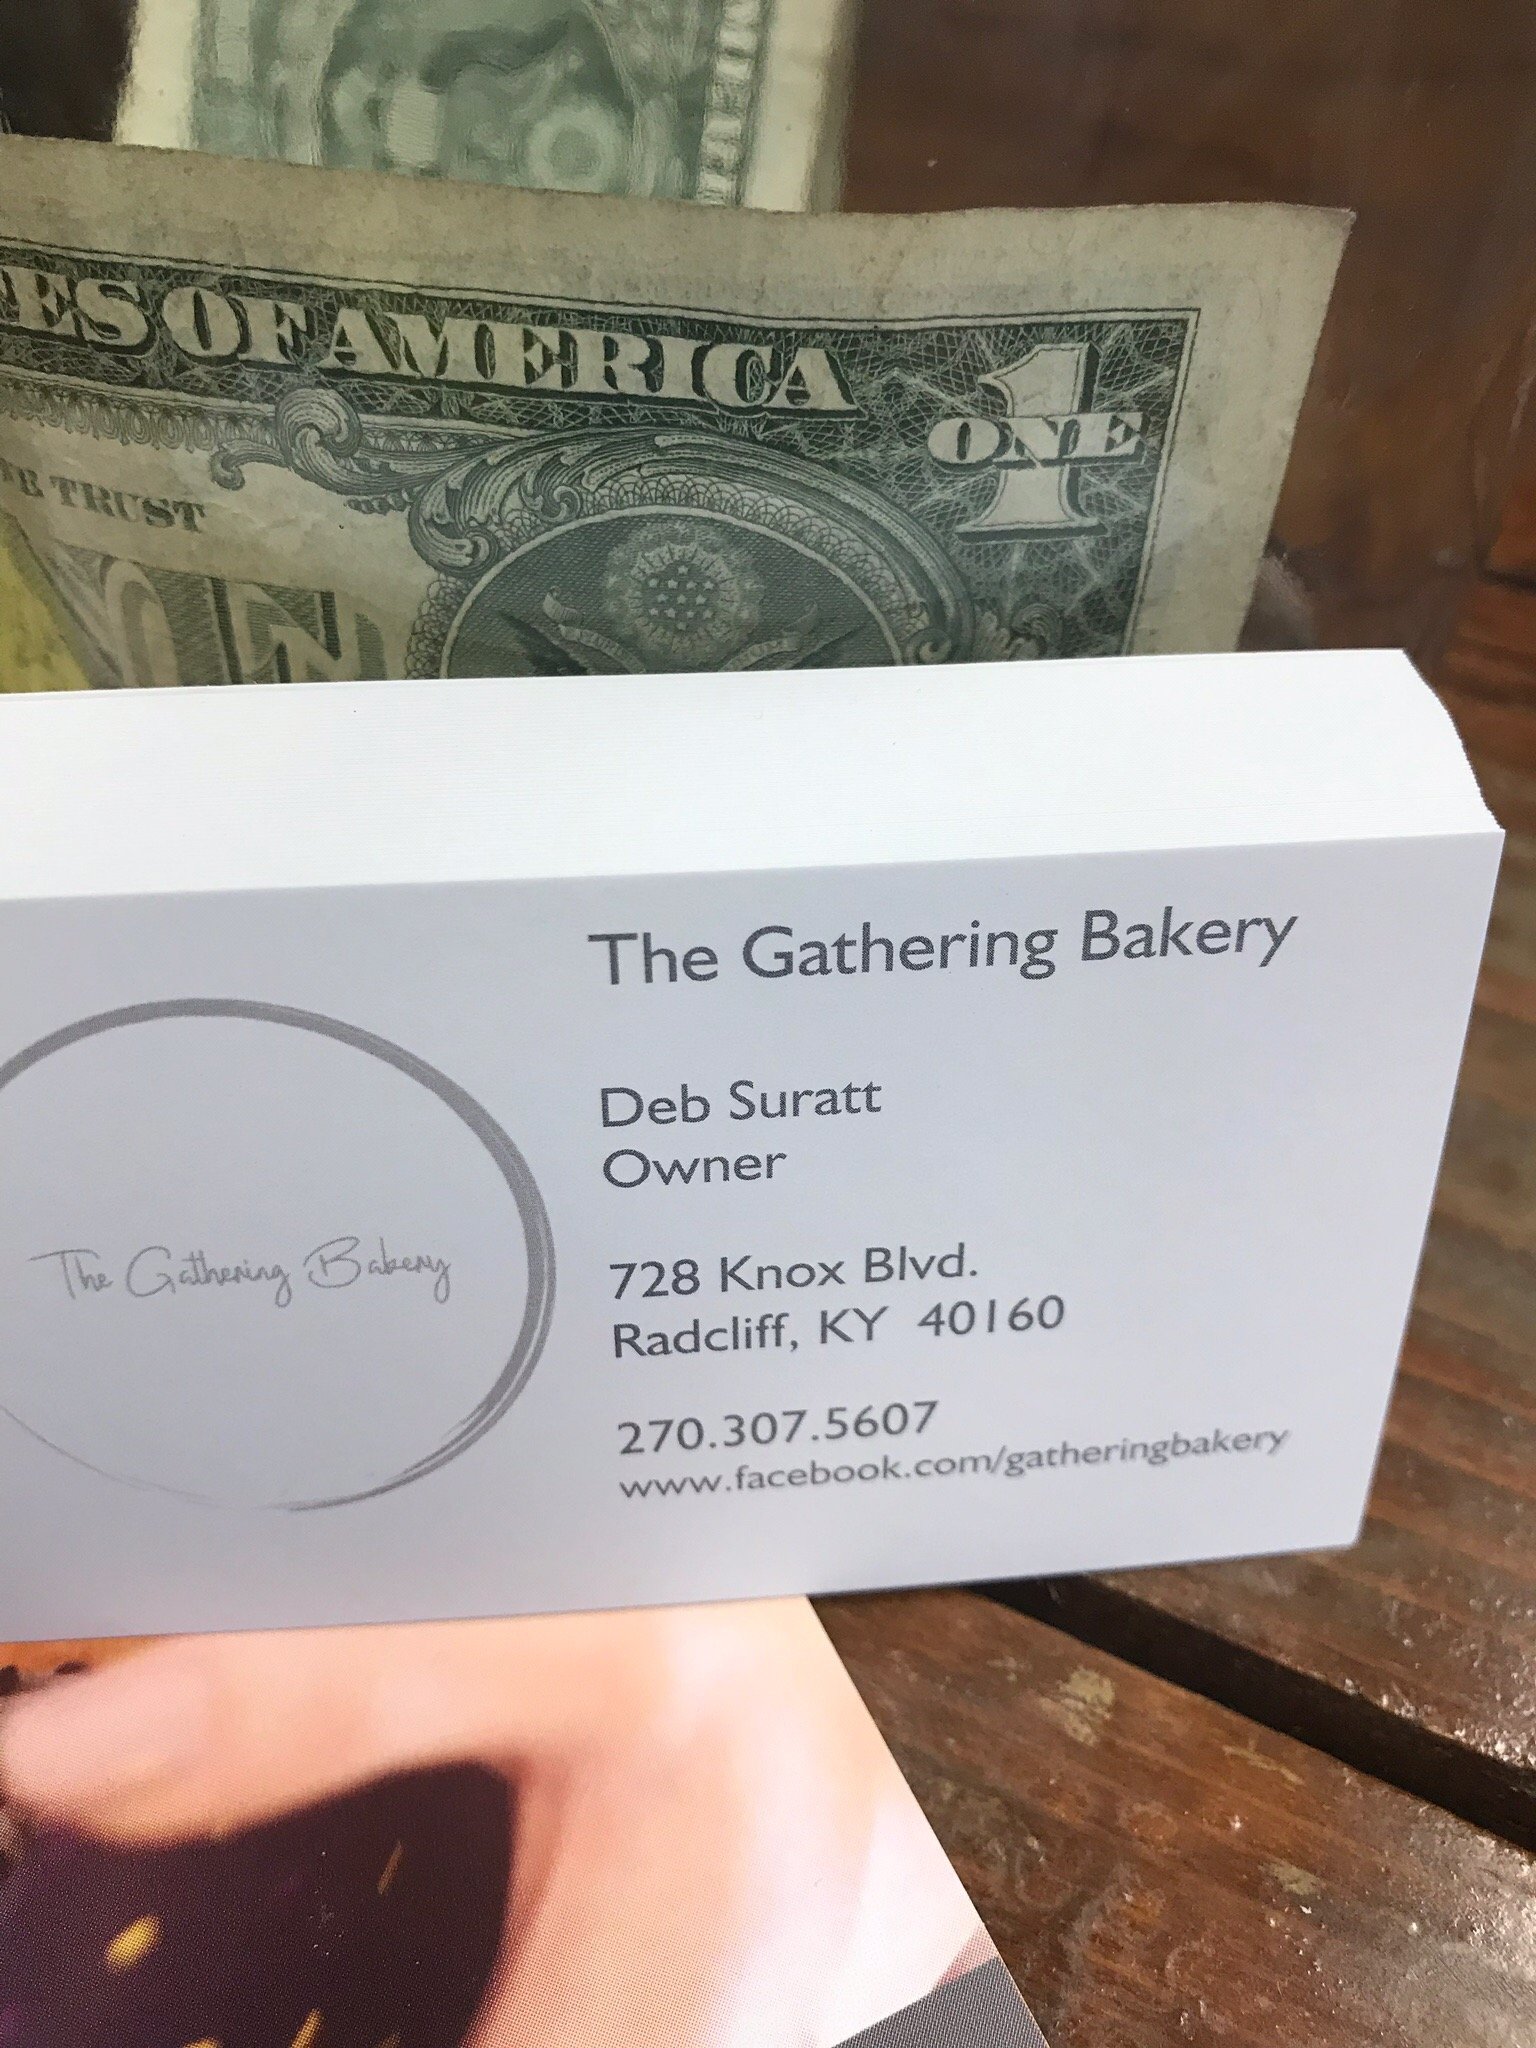 ES OF AMERICA
ONE
1
TRUST
The Gathering Bakery
Deb Suratt
Owner
The Gathering Bakery
728 Knox Blvd.
Radcliff, KY 40160
270.307.5607
www.facebook.com/gatheringbakery